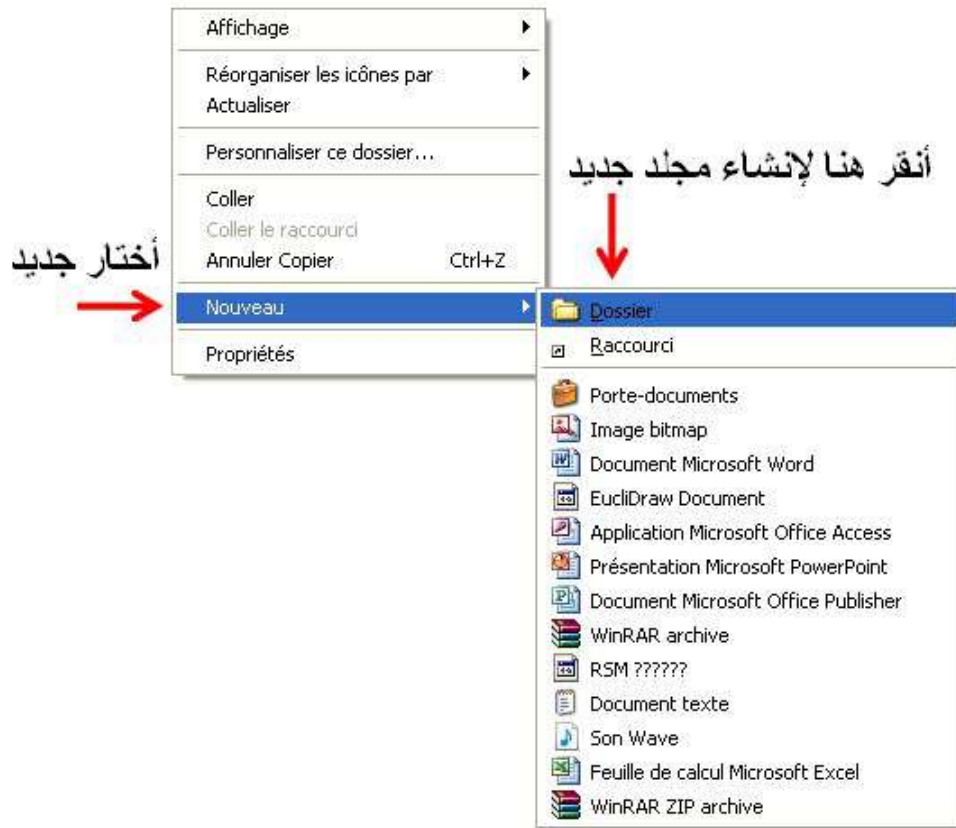 Affichage
Réorganiser les icônes par
Actualiser
Personnaliser ce dossier...
Coller
Coller le raccourci
Annuler Copier Ctrl+Z
Nouveau
Propriétés
أختار جديد
أنقر هنا لإنشاء مجلد جديد
Dossier
Raccourci
Porte-documents
Image bitmap
Document Microsoft Word
EucliDraw Document
Application Microsoft Office Access
Présentation Microsoft PowerPoint
Document Microsoft Office Publisher
WinRAR archive
RSM ??????
Document texte
Son Wave
Feuille de calcul Microsoft Excel
WinRAR ZIP archive